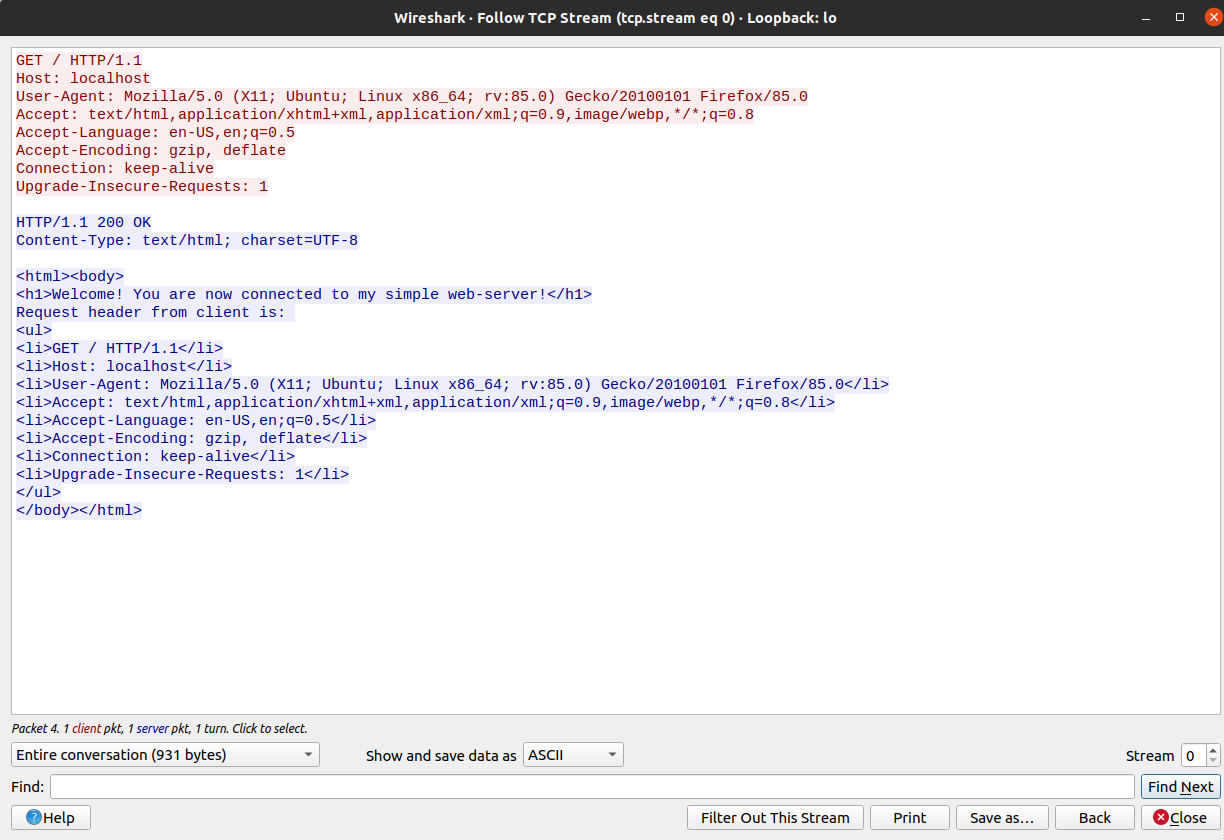 Wireshark · Follow TCP Stream (tcp.stream eq 0) · Loopback: lo
GET / HTTP/1.1
Host: localhost
User-Agent: Mozilla/5.0 (X11; Ubuntu; Linux x86_64; rv:85.0) Gecko/20100101 Firefox/85.0
Accept: text/html,application/xhtml+xml,application/xml;q=0.9,image/webp,*/*;q=0.8
Accept-Language: en-US,en;q=0.5
Accept-Encoding: gzip, deflate
Connection: keep-alive
Upgrade-Insecure-Requests: 1

HTTP/1.1 200 OK
Content-Type: text/html; charset=UTF-8

<html><body>
<h1>Welcome! You are now connected to my simple web-server!</h1>
Request header from client is:
<ul>
<li>GET / HTTP/1.1</li>
<li>Host: localhost</li>
<li>User-Agent: Mozilla/5.0 (X11; Ubuntu; Linux x86_64; rv:85.0) Gecko/20100101 Firefox/85.0</li>
<li>Accept: text/html,application/xhtml+xml,application/xml;q=0.9,image/webp,*/*;q=0.8</li>
<li>Accept-Language: en-US,en;q=0.5</li>
<li>Accept-Encoding: gzip, deflate</li>
<li>Connection: keep-alive</li>
<li>Upgrade-Insecure-Requests: 1</li>
</ul>
</body></html>
Packet 4. 1 client pkt, 1 server pkt, 1 turn. Click to select.
Entire conversation (931 bytes) Show and save data as ASCII Stream 0
Find: Find Next
Help Filter Out This Stream Print Save as… Back Close